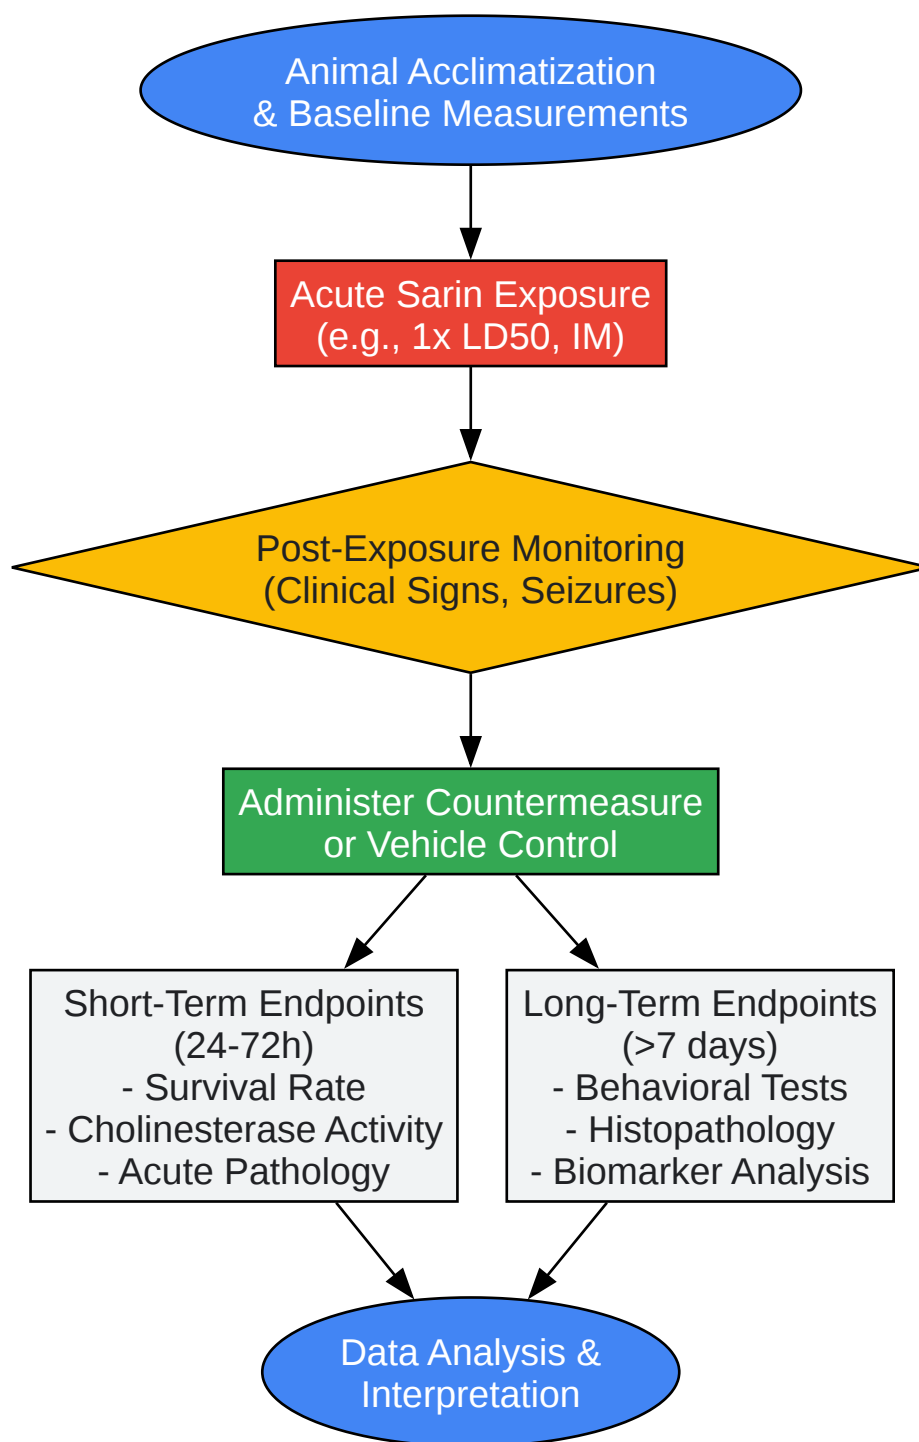 Animal Acclimatization
& Baseline Measurements
Acute Sarin Exposure
(e.g., 1x LD50, IM)
Post-Exposure Monitoring
(Clinical Signs, Seizures)
Administer Countermeasure
or Vehicle Control
Short-Term Endpoints
(24-72h)
- Survival Rate
- Cholinesterase Activity
- Acute Pathology
Long-Term Endpoints
(>7 days)
- Behavioral Tests
- Histopathology
- Biomarker Analysis
Data Analysis &
Interpretation